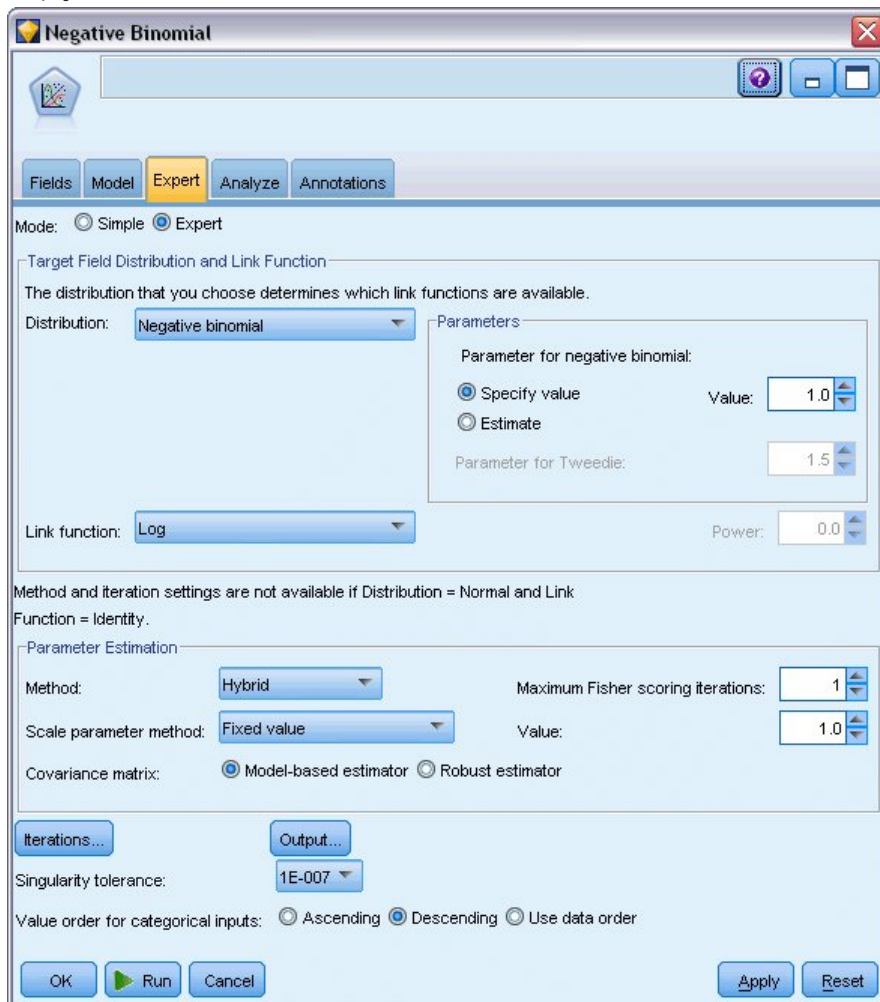 Negative Binomial
Fields Model Expert Analyze Annotations
Mode: Simple Expert
Target Field Distribution and Link Function
The distribution that you choose determines which link functions are available.
Distribution: Negative binomial
Parameters
Parameter for negative binomial:
Specify value Value: 1.0
Estimate
Parameter for Tweedie: 1.5
Link function: Log Power: 0.0
Method and iteration settings are not available if Distribution = Normal and Link
Function = Identity.
Parameter Estimation
Method: Hybrid Maximum Fisher scoring iterations: 1
Scale parameter method: Fixed value Value: 1.0
Covariance matrix: Model-based estimator Robust estimator
Iterations... Output...
Singularity tolerance: 1E-007
Value order for categorical inputs: Ascending Descending Use data order
OK Run Cancel Apply Reset